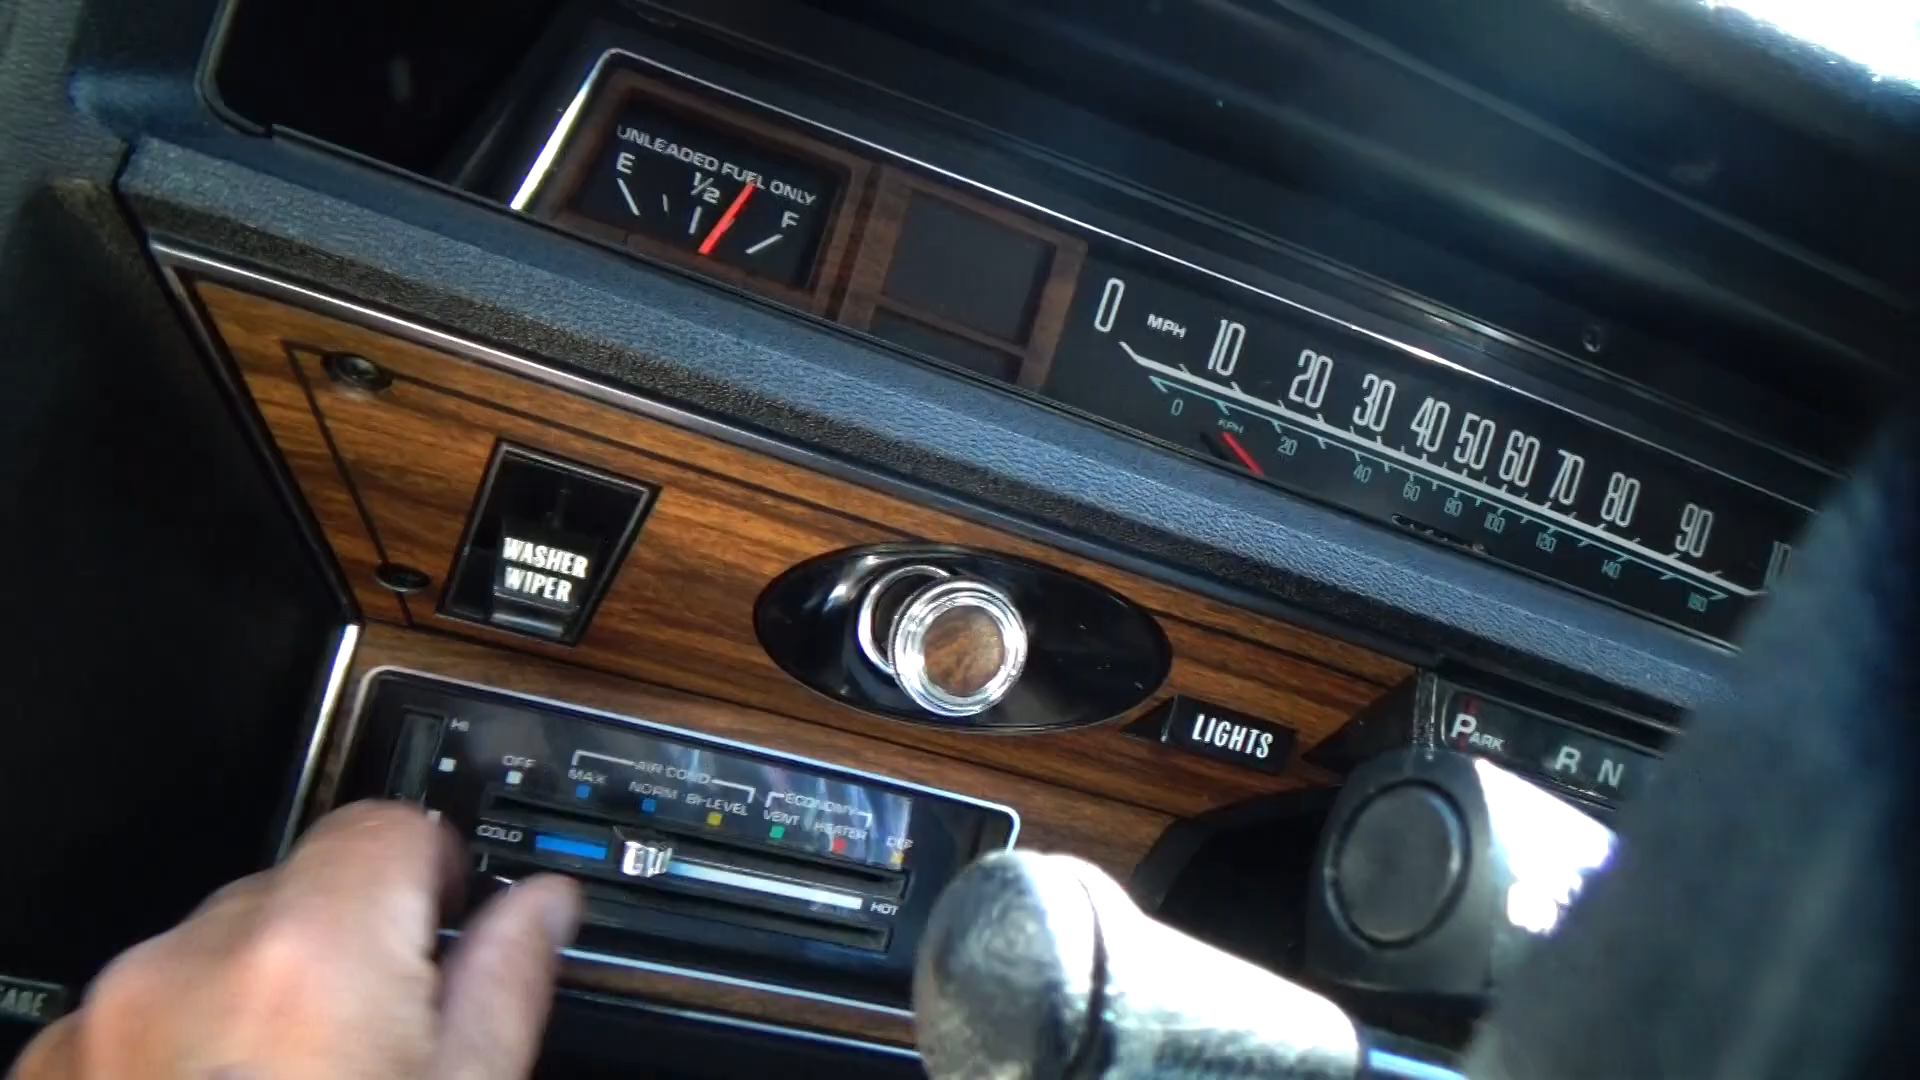 UNLEADED FUEL ONLY
E 1/2 F
0 MPH 10 20 30 40 50 60 70 80 90
0 KPH 20 40 60 80 100 120 140
WASHER
WIPER
LIGHTS
PARK R N
HI
OFF
AIR COND
MAX NORM BI-LEVEL
ECONOMY
VENT HEATER DEF
COLD
HOT